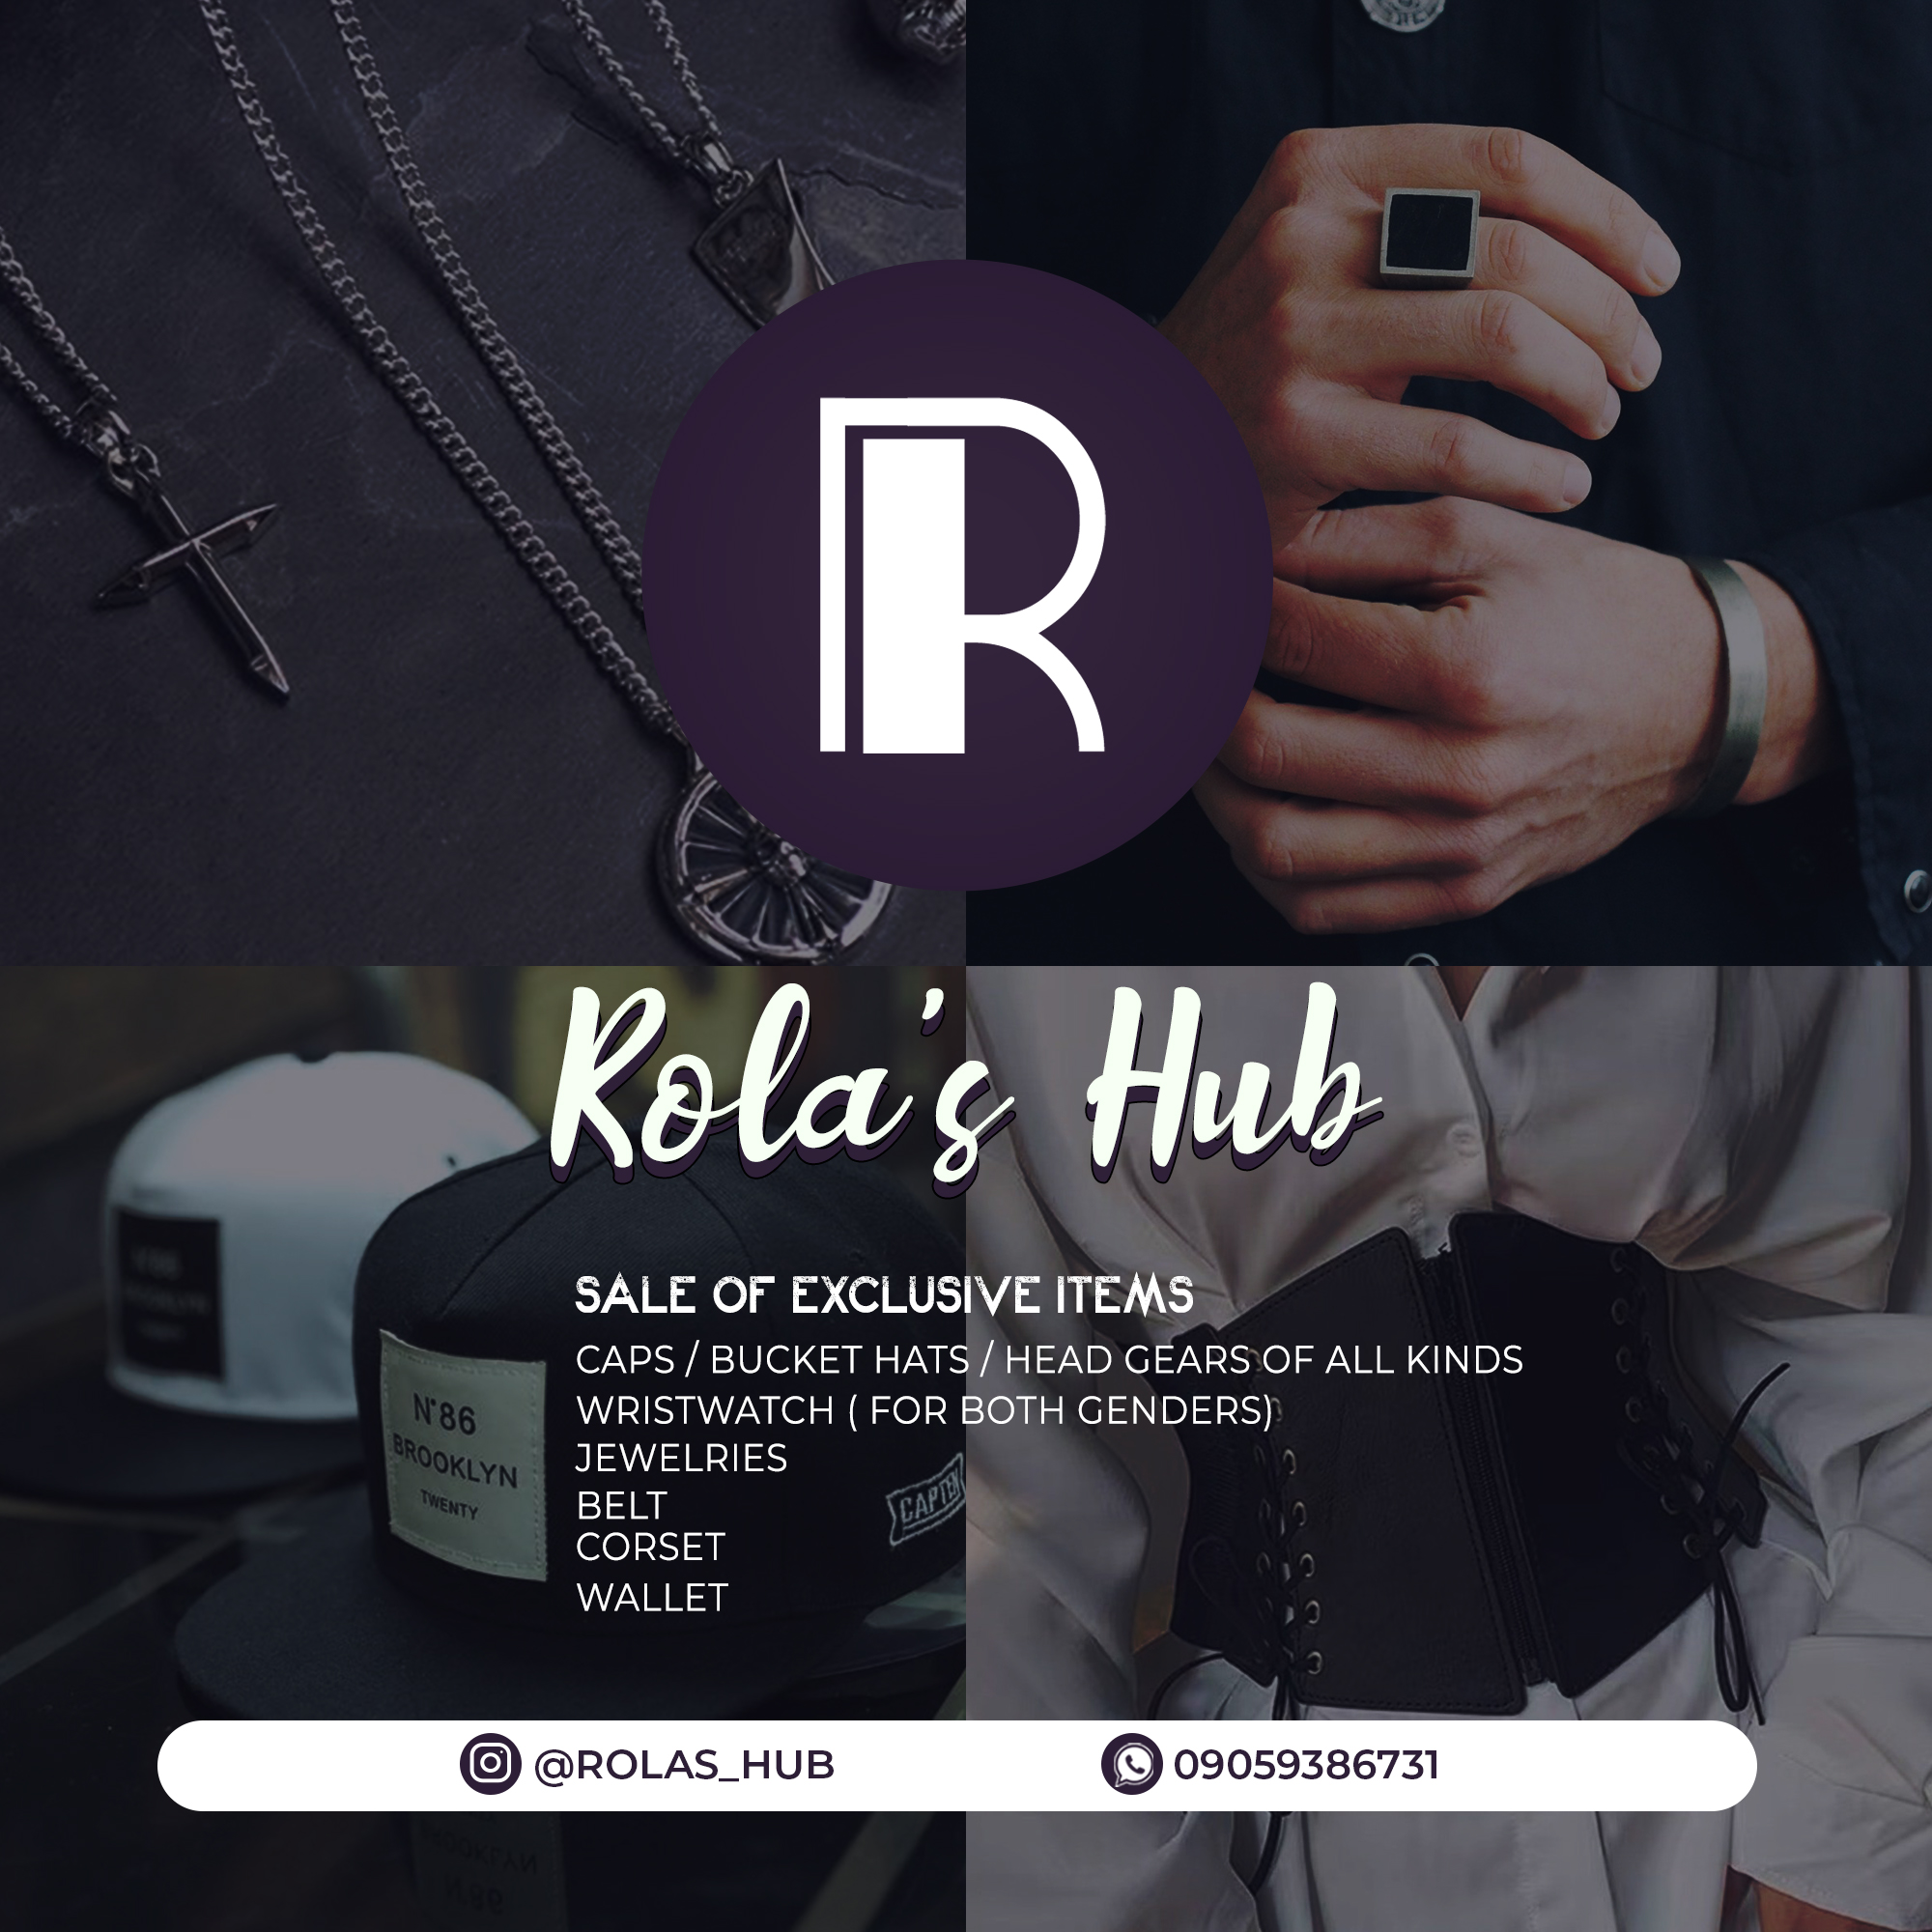 R
Rola's Hub
SALE OF EXCLUSIVE ITEMS
CAPS / BUCKET HATS / HEAD GEARS OF ALL KINDS
WRISTWATCH ( FOR BOTH GENDERS)
JEWELRIES
BELT
CORSET
WALLET
N°86
BROOKLYN
TWENTY
@ROLAS_HUB
09059386731